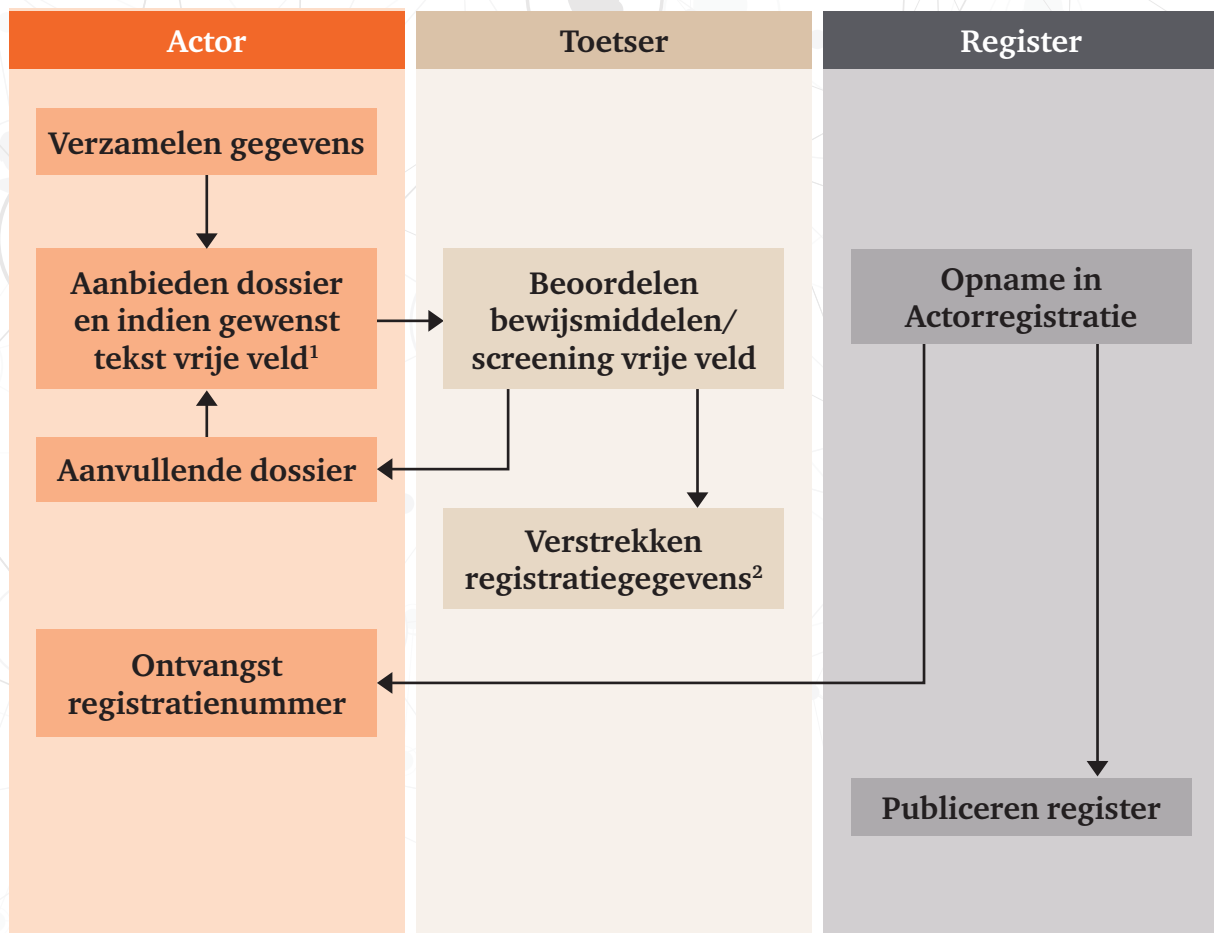 Actor
Verzamelen gegevens
Aanbieden dossier
en indien gewenst
tekst vrije veld¹
Aanvullende dossier
Ontvangst
registratienummer
Toetser
Beoordelen
bewijsmiddelen/
screening vrije veld
Verstrekken
registratiegegevens²
Register
Opname in
Actorregistratie
Publiceren register